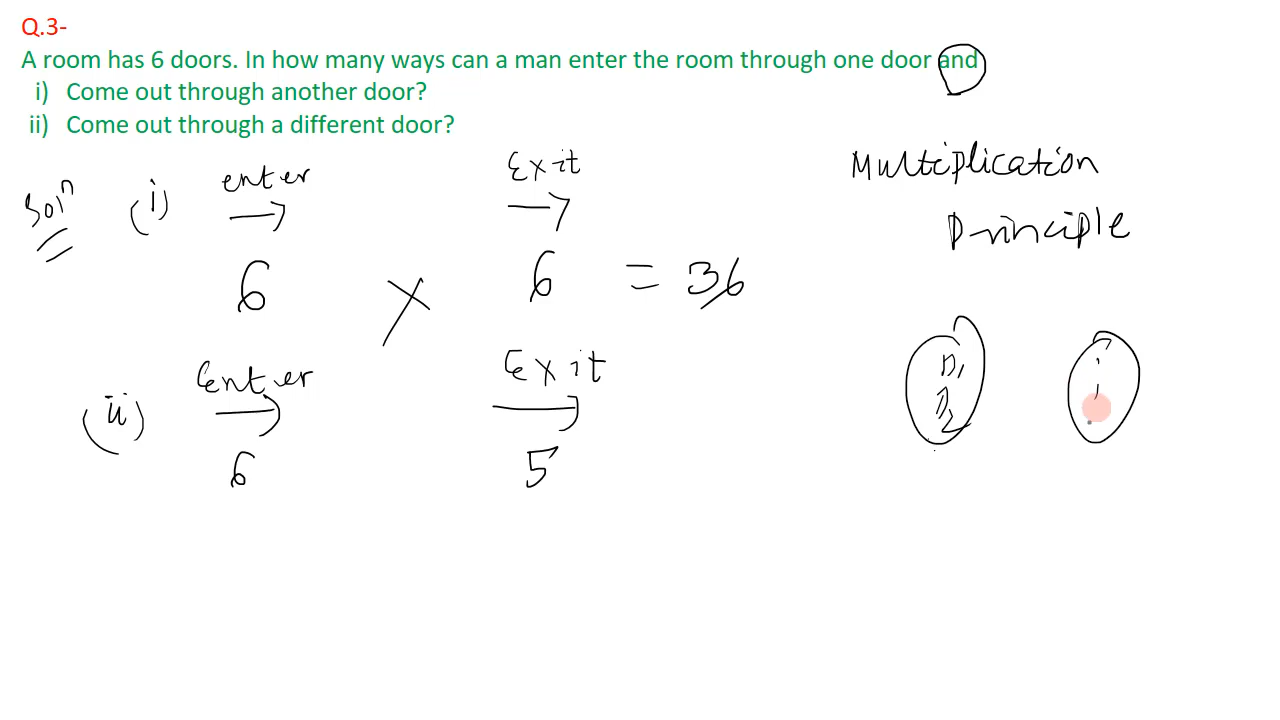 Q.3-
A room has 6 doors. In how many ways can a man enter the room through one door and
i) Come out through another door?
ii) Come out through a different door?
Solⁿ (i) enter Exit
6 × 6 = 36
Multiplication
Principle
(ii) Enter Exit
6 5
n₁